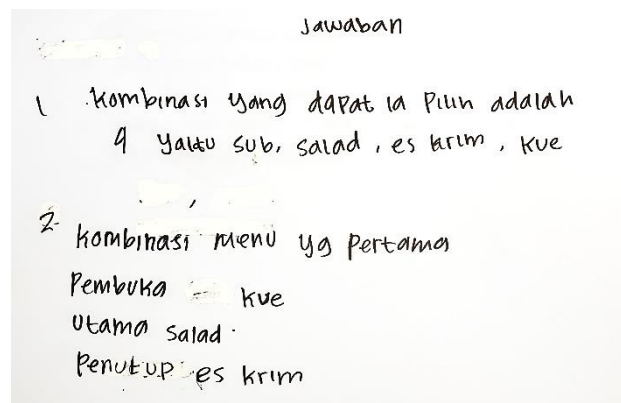 Jawaban
1 Kombinasi yang dapat ia Pilih adalah
4 yaitu sub, salad, es krim, kue
2. Kombinasi menu yg pertama
Pembuka = kue
Utama salad.
Penutup es krim